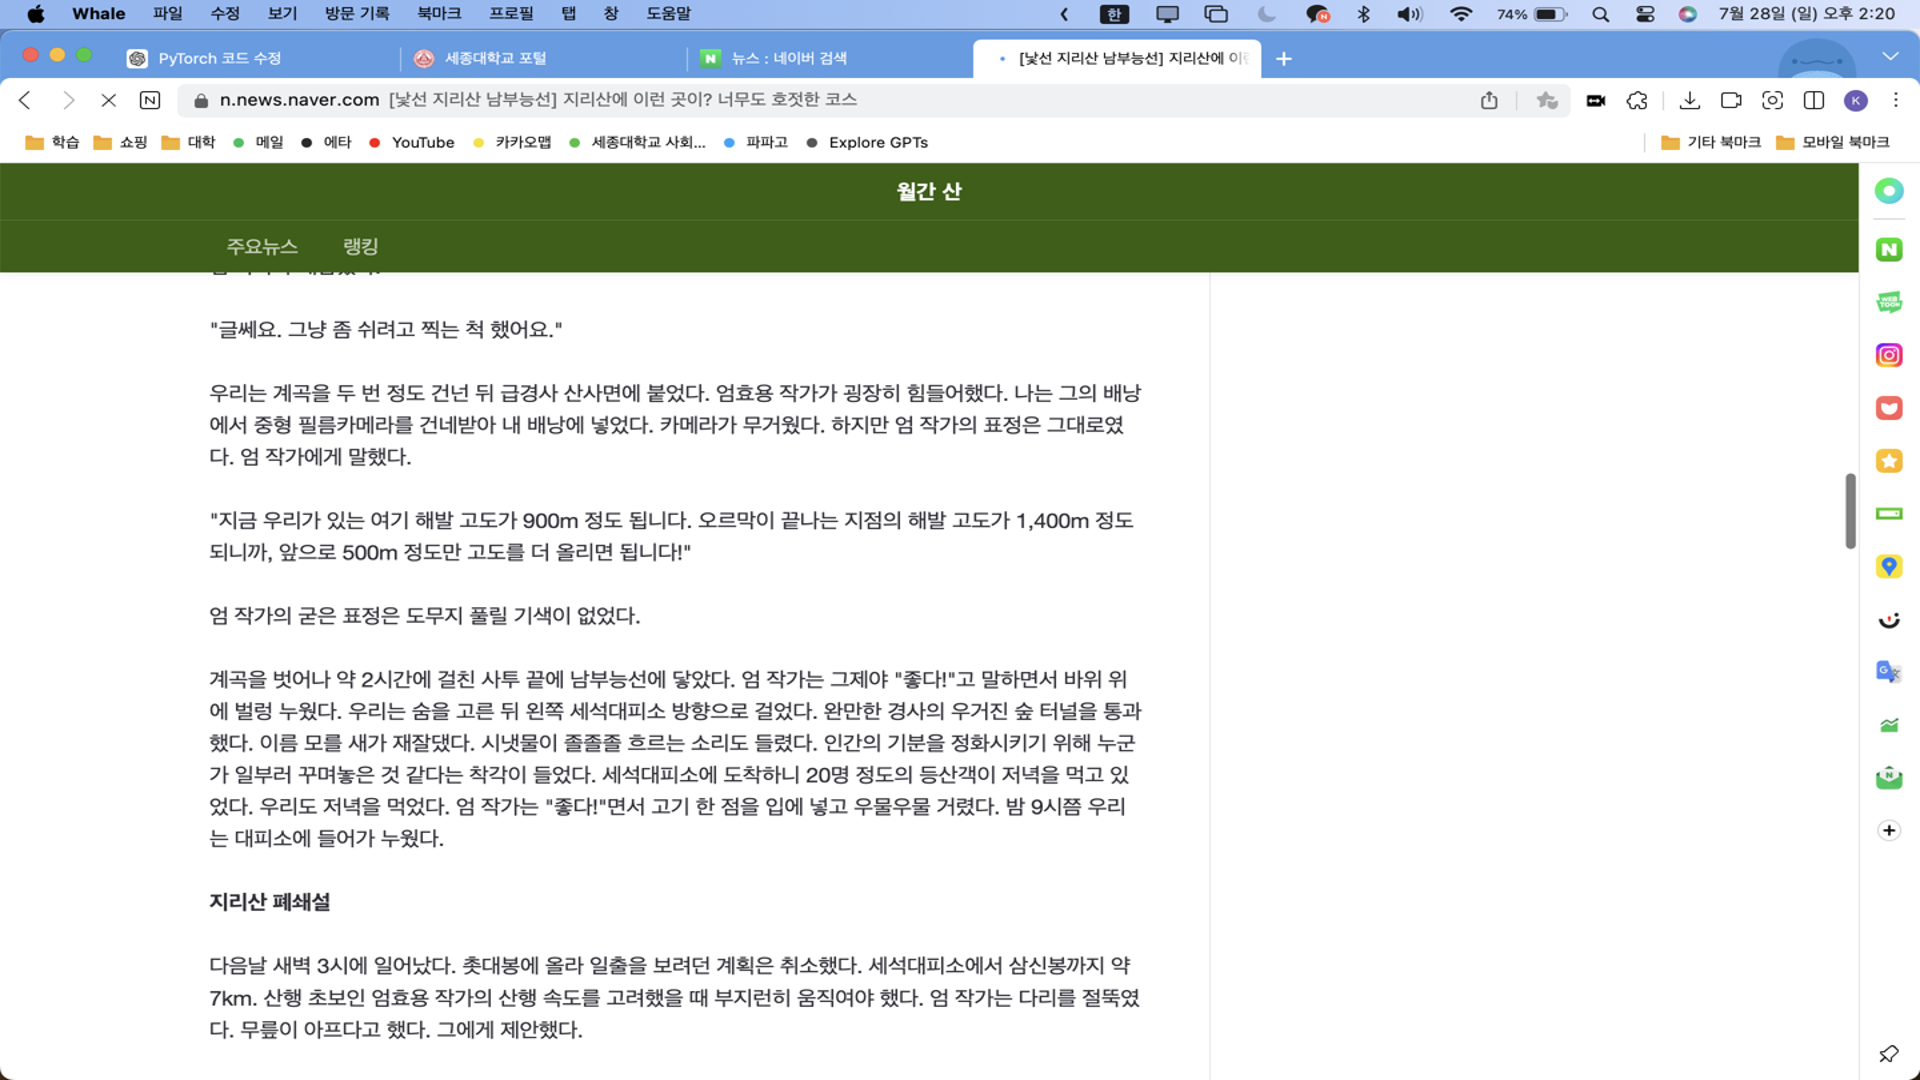 Whale 파일 수정 보기 방문 기록 북마크 프로필 탭 창 도움말 한 74% 7월 28일 (일) 오후 2:20
PyTorch 코드 수정 세종대학교 포털 뉴스 : 네이버 검색 [낯선 지리산 남부능선] 지리산에 이런
n.news.naver.com [낯선 지리산 남부능선] 지리산에 이런 곳이? 너무도 호젓한 코스
학습 쇼핑 대학 메일 에타 YouTube 카카오맵 세종대학교 사회... 파파고 Explore GPTs 기타 북마크 모바일 북마크
월간 산
주요뉴스 랭킹
"글쎄요. 그냥 좀 쉬려고 찍는 척 했어요."
우리는 계곡을 두 번 정도 건넌 뒤 급경사 산사면에 붙었다. 엄효용 작가가 굉장히 힘들어했다. 나는 그의 배낭
에서 중형 필름카메라를 건네받아 내 배낭에 넣었다. 카메라가 무거웠다. 하지만 엄 작가의 표정은 그대로였
다. 엄 작가에게 말했다.
"지금 우리가 있는 여기 해발 고도가 900m 정도 됩니다. 오르막이 끝나는 지점의 해발 고도가 1,400m 정도
되니까, 앞으로 500m 정도만 고도를 더 올리면 됩니다!"
엄 작가의 굳은 표정은 도무지 풀릴 기색이 없었다.
계곡을 벗어나 약 2시간에 걸친 사투 끝에 남부능선에 닿았다. 엄 작가는 그제야 "좋다!"고 말하면서 바위 위
에 벌렁 누웠다. 우리는 숨을 고른 뒤 왼쪽 세석대피소 방향으로 걸었다. 완만한 경사의 우거진 숲 터널을 통과
했다. 이름 모를 새가 재잘댔다. 시냇물이 졸졸졸 흐르는 소리도 들렸다. 인간의 기분을 정화시키기 위해 누군
가 일부러 꾸며놓은 것 같다는 착각이 들었다. 세석대피소에 도착하니 20명 정도의 등산객이 저녁을 먹고 있
었다. 우리도 저녁을 먹었다. 엄 작가는 "좋다!"면서 고기 한 점을 입에 넣고 우물우물 거렸다. 밤 9시쯤 우리
는 대피소에 들어가 누웠다.
지리산 폐쇄설
다음날 새벽 3시에 일어났다. 촛대봉에 올라 일출을 보려던 계획은 취소했다. 세석대피소에서 삼신봉까지 약
7km. 산행 초보인 엄효용 작가의 산행 속도를 고려했을 때 부지런히 움직여야 했다. 엄 작가는 다리를 절뚝였
다. 무릎이 아프다고 했다. 그에게 제안했다.